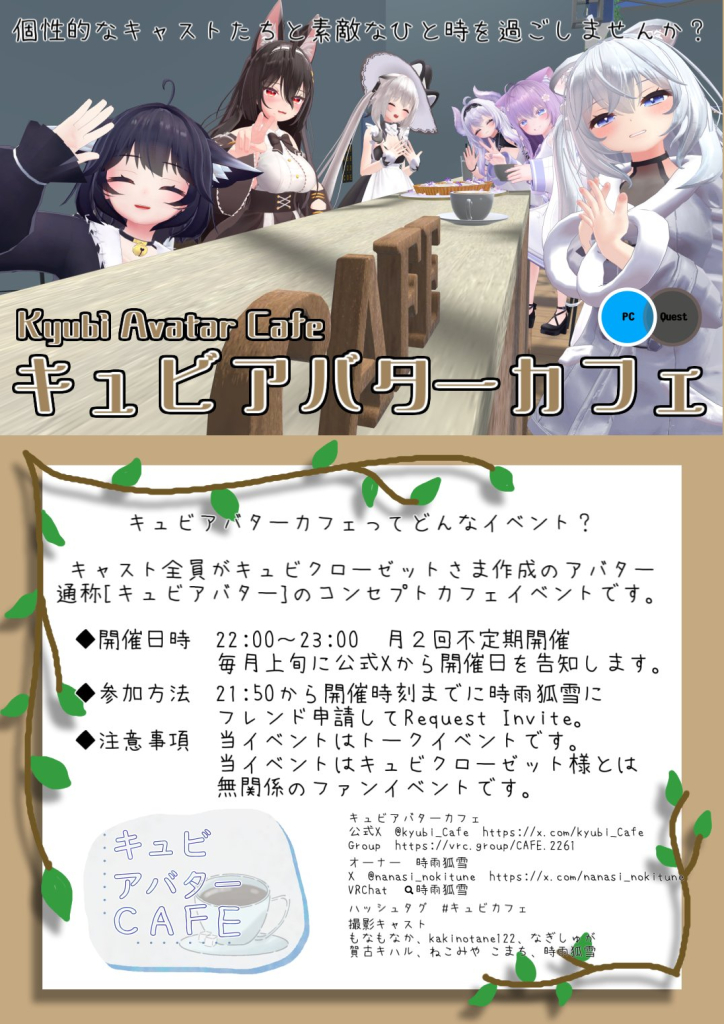 個性的なキャストたちと素敵なひと時を過ごしませんか？
CAFE
PC
Quest
Kyubi Avatar Cafe
キュビアバターカフェ
キュビアバターカフェってどんなイベント？
キャスト全員がキュビクローゼットさま作成のアバター
通称[キュビアバター]のコンセプトカフェイベントです。
◆開催日時　22:00～23:00　月２回不定期開催
毎月上旬に公式Xから開催日を告知します。
◆参加方法　21:50から開催時刻までに時雨狐雪に
フレンド申請してRequest Invite。
◆注意事項　当イベントはトークイベントです。
当イベントはキュビクローゼット様とは
無関係のファンイベントです。
キュビ
アバター
CAFE
キュビアバターカフェ
公式X　@kyubi_Cafe　https://x.com/kyubi_Cafe
Group　https://vrc.group/CAFE.2261
オーナー　時雨狐雪
X　@nanasi_nokitune　https://x.com/nanasi_nokitune
VRChat　時雨狐雪
ハッシュタグ　#キュビカフェ
撮影キャスト
もなもなか、kakinotane122、なぎしゅが
賀古キハル、ねこみや こまち、時雨狐雪